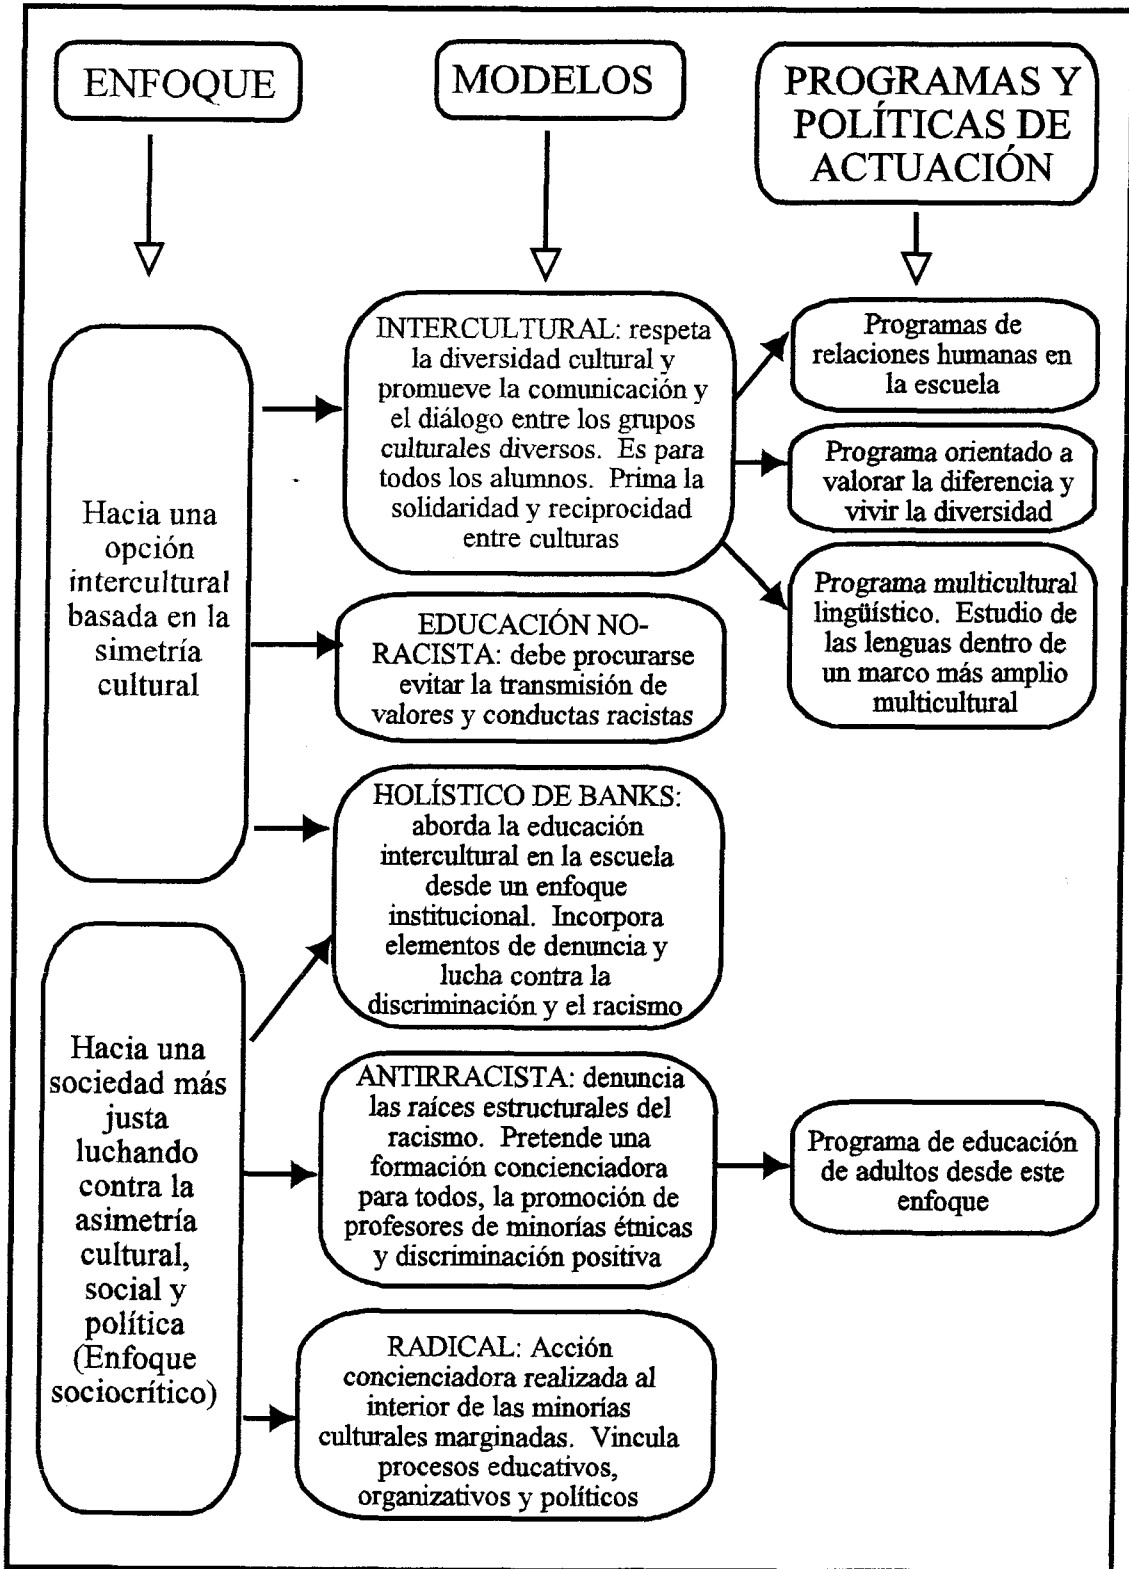 ENFOQUE
MODELOS
PROGRAMAS Y
POLÍTICAS DE
ACTUACIÓN
Hacia una
opción
intercultural
basada en la
simetría
cultural
INTERCULTURAL: respeta
la diversidad cultural y
promueve la comunicación y
el diálogo entre los grupos
culturales diversos. Es para
todos los alumnos. Prima la
solidaridad y reciprocidad
entre culturas
Programas de
relaciones humanas en
la escuela
Programa orientado a
valorar la diferencia y
vivir la diversidad
Programa multicultural
lingüístico. Estudio de
las lenguas dentro de
un marco más amplio
multicultural
EDUCACIÓN NO-
RACISTA: debe procurarse
evitar la transmisión de
valores y conductas racistas
HOLÍSTICO DE BANKS:
aborda la educación
intercultural en la escuela
desde un enfoque
institucional. Incorpora
elementos de denuncia y
lucha contra la
discriminación y el racismo
Hacia una
sociedad más
justa
luchando
contra la
asimetría
cultural,
social y
política
(Enfoque
sociocrítico)
ANTIRRACISTA: denuncia
las raíces estructurales del
racismo. Pretende una
formación concienciadora
para todos, la promoción de
profesores de minorías étnicas
y discriminación positiva
Programa de educación
de adultos desde este
enfoque
RADICAL: Acción
concienciadora realizada al
interior de las minorías
culturales marginadas. Vincula
procesos educativos,
organizativos y políticos